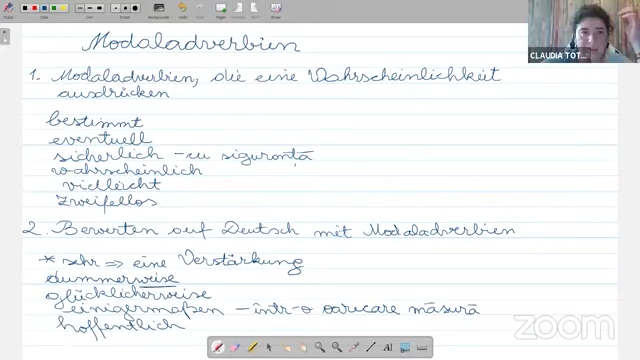 Modaladverbien
1. Modaladverbien, die eine Wahrscheinlichkeit
ausdrücken
bestimmt
eventuell
sicherlich – cu siguranță
wahrscheinlich
vielleicht
zweifellos
2. Bewerten auf Deutsch mit Modaladverbien
* sehr => eine Verstärkung
dummerweise
glücklicherweise
einigermaßen – într-o oarecare măsură
hoffentlich
CLAUDIA TOT...
zoom